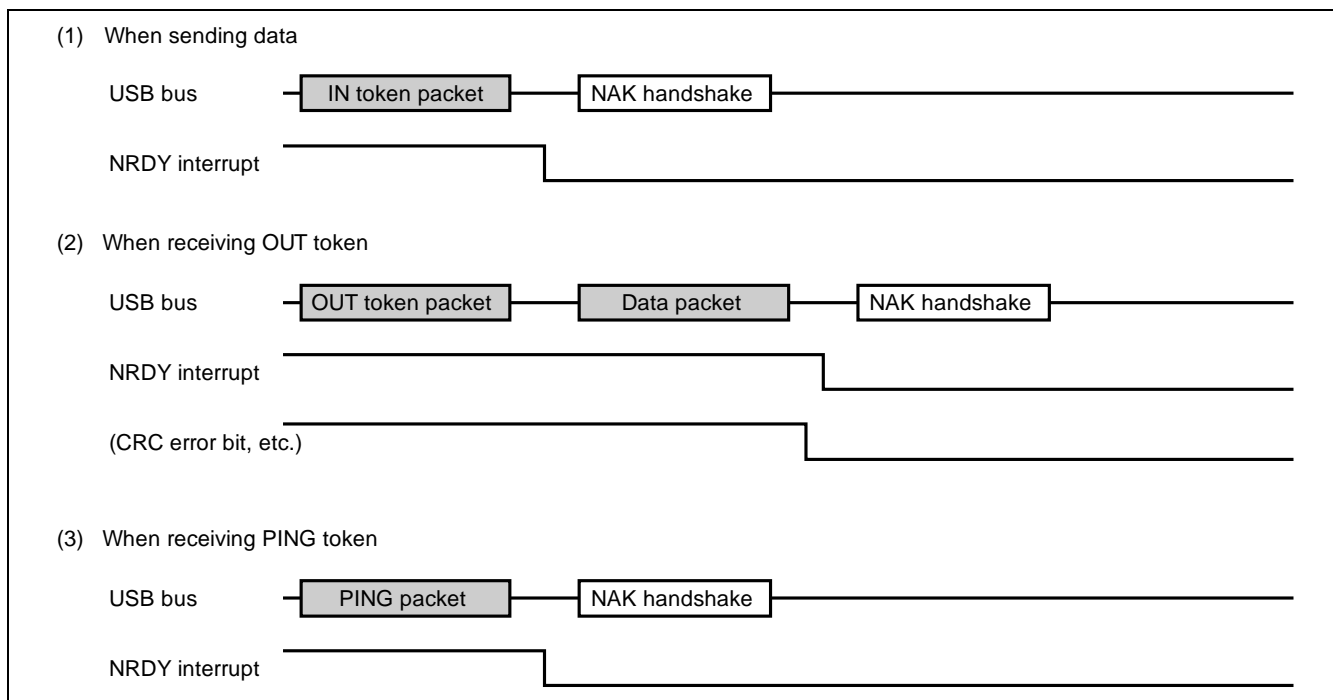 (1) When sending data
USB bus IN token packet NAK handshake
NRDY interrupt
(2) When receiving OUT token
USB bus OUT token packet Data packet NAK handshake
NRDY interrupt
(CRC error bit, etc.)
(3) When receiving PING token
USB bus PING packet NAK handshake
NRDY interrupt